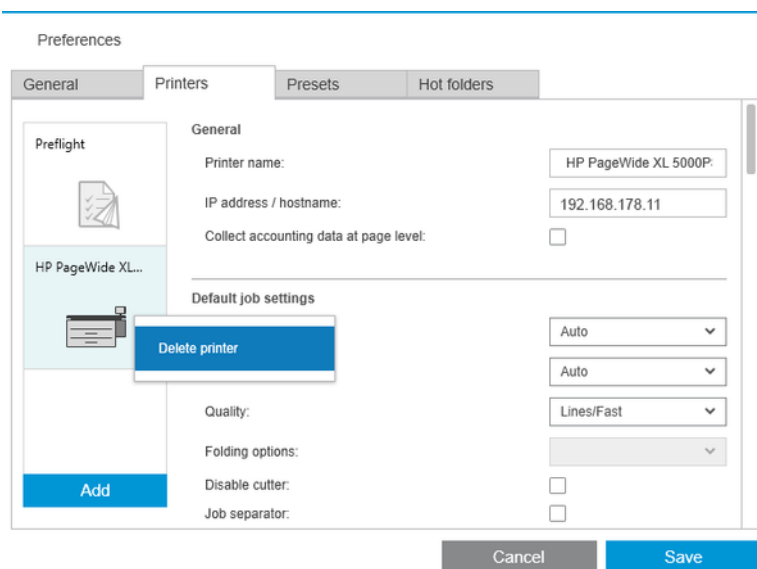 Preferences
General Printers Presets Hot folders
Preflight
HP PageWide XL...
Add
General
Printer name: HP PageWide XL 5000P
IP address / hostname: 192.168.178.11
Collect accounting data at page level:
Default job settings
Auto
Delete printer
Auto
Quality: Lines/Fast
Folding options:
Disable cutter:
Job separator:
Cancel Save